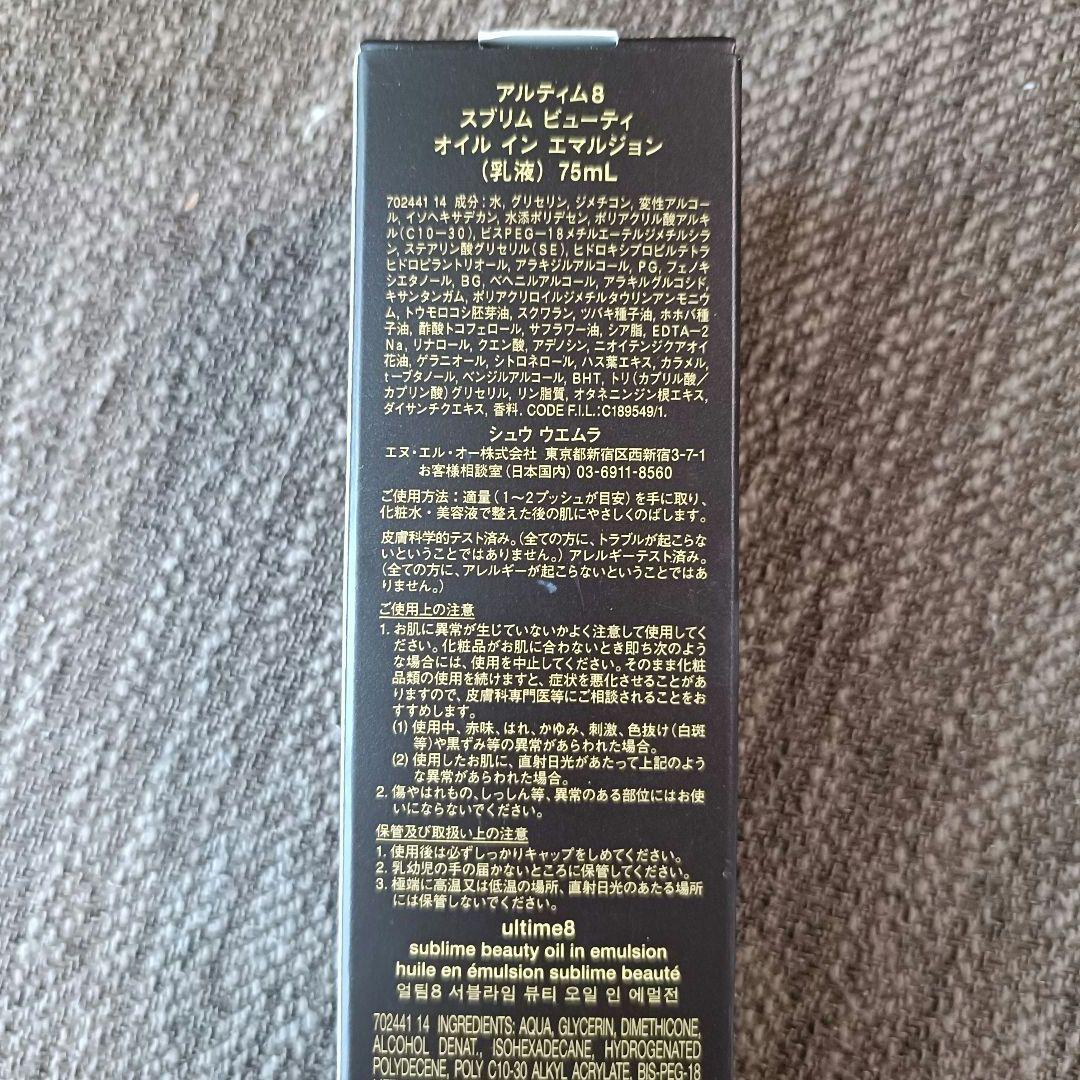 アルティム8
スブリム ビューティ
オイル イン エマルジョン
(乳液) 75mL
702441 14 成分:水, グリセリン, ジメチコン, 変性アルコー
ル, イソヘキサデカン, 水添ポリデセン, ポリアクリル酸アルキ
ル(C10ー30), ビスPEGー18メチルエーテルジメチルシラ
ン, ステアリン酸グリセリル(SE), ヒドロキシプロピルテトラ
ヒドロピラントリオール, アラキジルアルコール, PG, フェノキ
シエタノール, BG, ベヘニルアルコール, アラキルグルコシド,
キサンタンガム, ポリアクリロイルジメチルタウリンアンモニウ
ム, トウモロコシ胚芽油, スクワラン, ツバキ種子油, ホホバ種
子油, 酢酸トコフェロール, サフラワー油, シア脂, EDTAー2
Na, リナロール, クエン酸, アデノシン, ニオイテンジクアオイ
花油, ゲラニオール, シトロネロール, ハス葉エキス, カラメル,
tーブタノール, ベンジルアルコール, BHT, トリ(カプリル酸/
カプリン酸)グリセリル, リン脂質, オタネニンジン根エキス,
ダイサンチクエキス, 香料. CODE F.I.L.:C189549/1.
シュウ ウエムラ
エヌ・エル・オー株式会社 東京都新宿区西新宿3-7-1
お客様相談室(日本国内) 03-6911-8560
ご使用方法:適量(1〜2プッシュが目安)を手に取り、
化粧水・美容液で整えた後の肌にやさしくのばします。
皮膚科学的テスト済み。(全ての方に、トラブルが起こらな
いということではありません。) アレルギーテスト済み。
(全ての方に、アレルギーが起こらないということではあ
りません。)
ご使用上の注意
1. お肌に異常が生じていないかよく注意して使用してく
ださい。化粧品がお肌に合わないとき即ち次のよう
な場合には、使用を中止してください。そのまま化粧
品類の使用を続けますと、症状を悪化させることがあ
りますので、皮膚科専門医等にご相談されることをお
すすめします。
(1) 使用中、赤味、はれ、かゆみ、刺激、色抜け(白斑
等)や黒ずみ等の異常があらわれた場合。
(2) 使用したお肌に、直射日光があたって上記のよう
な異常があらわれた場合。
2. 傷やはれもの、しっしん等、異常のある部位にはお使
いにならないでください。
保管及び取扱い上の注意
1. 使用後は必ずしっかりキャップをしめてください。
2. 乳幼児の手の届かないところに保管してください。
3. 極端に高温又は低温の場所、直射日光のあたる場所
には保管しないでください。
ultime8
sublime beauty oil in emulsion
huile en émulsion sublime beauté
얼팀8 서블라임 뷰티 오일 인 에멀전
702441 14 INGREDIENTS: AQUA, GLYCERIN, DIMETHICONE,
ALCOHOL DENAT., ISOHEXADECANE, HYDROGENATED
POLYDECENE, POLY C10-30 ALKYL ACRYLATE, BIS-PEG-18